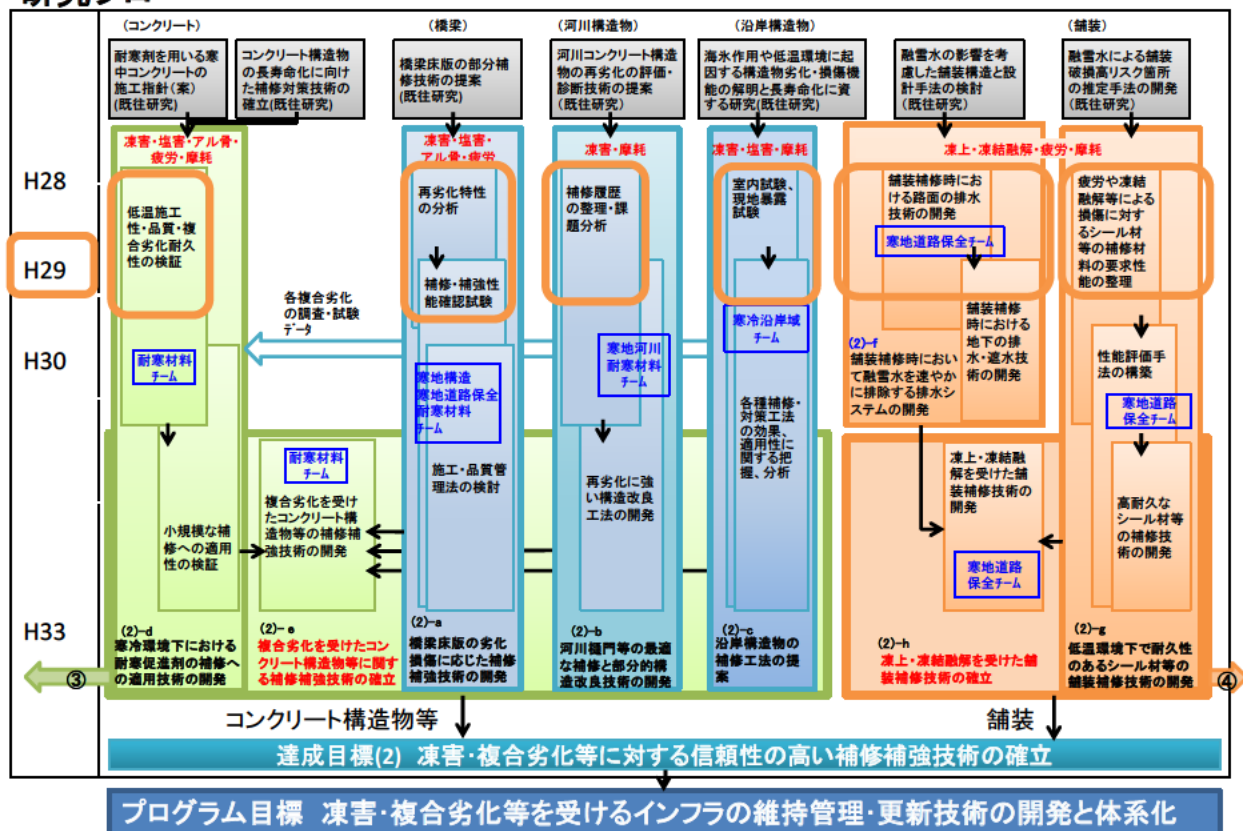 (コンクリート)
(橋梁)
(河川構造物)
(沿岸構造物)
(舗装)
耐寒剤を用いる寒
中コンクリートの
施工指針(案)
(既往研究)
コンクリート構造物
の長寿命化に向け
た補修対策技術の
確立(既往研究)
橋梁床版の部分補
修技術の提案
(既往研究)
河川コンクリート構造
物の再劣化の評価・
診断技術の提案
(既往研究)
海氷作用や低温環境に起
因する構造物劣化・損傷機
能の解明と長寿命化に資
する研究(既往研究)
融雪水の影響を考
慮した舗装構造と設
計手法の検討
(既往研究)
融雪水による舗装
破損高リスク箇所
の推定手法の開発
(既往研究)
凍害・塩害・アル骨・
疲労・摩耗
凍害・塩害・
アル骨・疲労
凍害・摩耗
凍害・塩害・摩耗
凍上・凍結融解・疲労・摩耗
H28
H29
H30
H33
低温施工
性・品質・複
合劣化耐久
性の検証
再劣化特性
の分析
補修履歴
の整理・課
題分析
室内試験、
現地暴露
試験
舗装補修時にお
ける路面の排水
技術の開発
寒地道路保全チーム
疲労や凍結
融解等による
損傷に対す
るシール材
等の補修材
料の要求性
能の整理
補修・補強性
能確認試験
各複合劣化
の調査・試験
データ
耐寒材料
チーム
寒地構造
寒地道路保全
耐寒材料
チーム
寒地河川
耐寒材料
チーム
寒冷沿岸域
チーム
(2)-f
舗装補修時におい
て融雪水を速やか
に排除する排水シ
ステムの開発
舗装補修
時における
地下の排
水・遮水技
術の開発
性能評価手
法の構築
寒地道路
保全チーム
各種補修・
対策工法
の効果、
適用性に
関する把
握、分析
耐寒材料
チーム
複合劣化を受け
たコンクリート構
造物等の補修補
強技術の開発
施工・品質管
理法の検討
再劣化に強
い構造改良
工法の開発
凍上・凍結融
解を受けた舗
装補修技術の
開発
寒地道路
保全チーム
高耐久な
シール材等
の補修技
術の開発
小規模な補
修への適用
性の検証
(2)-d
寒冷環境下における
耐寒促進剤の補修へ
の適用技術の開発
(2)-e
複合劣化を受けたコン
クリート構造物等に関す
る補修補強技術の確立
(2)-a
橋梁床版の劣化
損傷に応じた補修
補強技術の開発
(2)-b
河川樋門等の最適
な補修と部分的構
造改良技術の開発
(2)-c
沿岸構造物の
補修工法の提
案
(2)-h
凍上・凍結融解を受けた舗
装補修技術の確立
(2)-g
低温環境下で耐久性
のあるシール材等の
舗装補修技術の開発
③
④
コンクリート構造物等
舗装
達成目標(2) 凍害・複合劣化等に対する信頼性の高い補修補強技術の確立
プログラム目標 凍害・複合劣化等を受けるインフラの維持管理・更新技術の開発と体系化